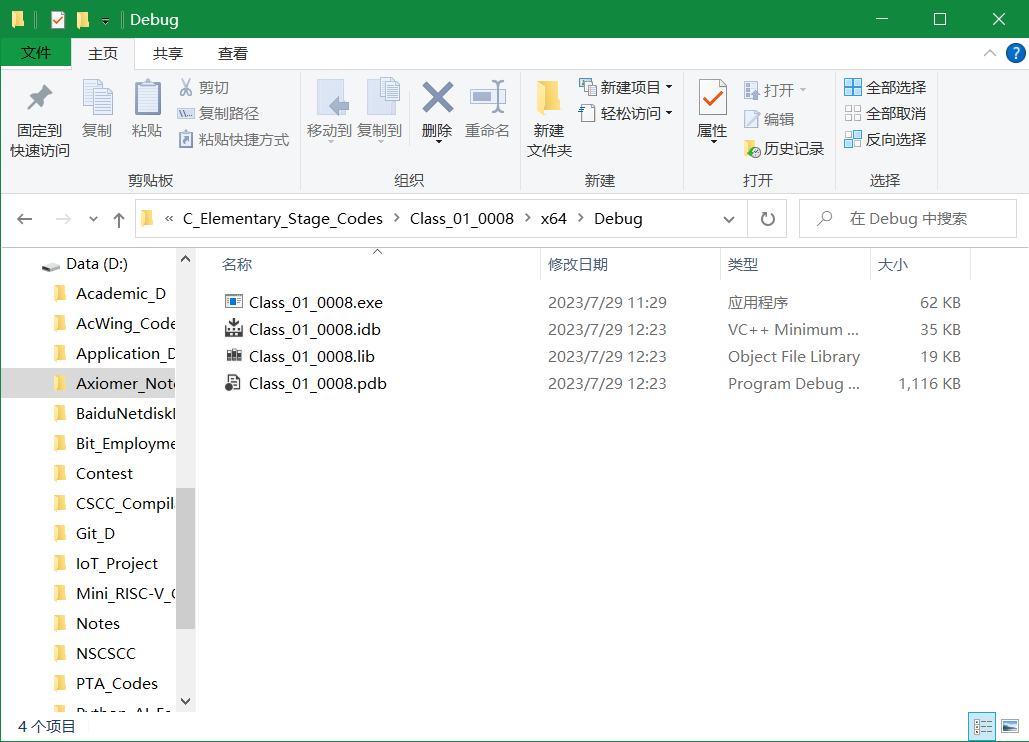 Debug
文件 主页 共享 查看
固定到
快速访问
复制
粘贴
剪切
复制路径
粘贴快捷方式
剪贴板
移动到
复制到
删除
重命名
组织
新建
文件夹
新建项目
轻松访问
新建
属性
打开
编辑
历史记录
打开
全部选择
全部取消
反向选择
选择
« C_Elementary_Stage_Codes > Class_01_0008 > x64 > Debug
在 Debug 中搜索
Data (D:)
Academic_D
AcWing_Code
Application_D
Axiomer_Note
BaiduNetdisk
Bit_Employme
Contest
CSCC_Compil
Git_D
IoT_Project
Mini_RISC-V_
Notes
NSCSCC
PTA_Codes
名称 修改日期 类型 大小
Class_01_0008.exe 2023/7/29 11:29 应用程序 62 KB
Class_01_0008.idb 2023/7/29 12:23 VC++ Minimum ... 35 KB
Class_01_0008.lib 2023/7/29 12:23 Object File Library 19 KB
Class_01_0008.pdb 2023/7/29 12:23 Program Debug ... 1,116 KB
4 个项目